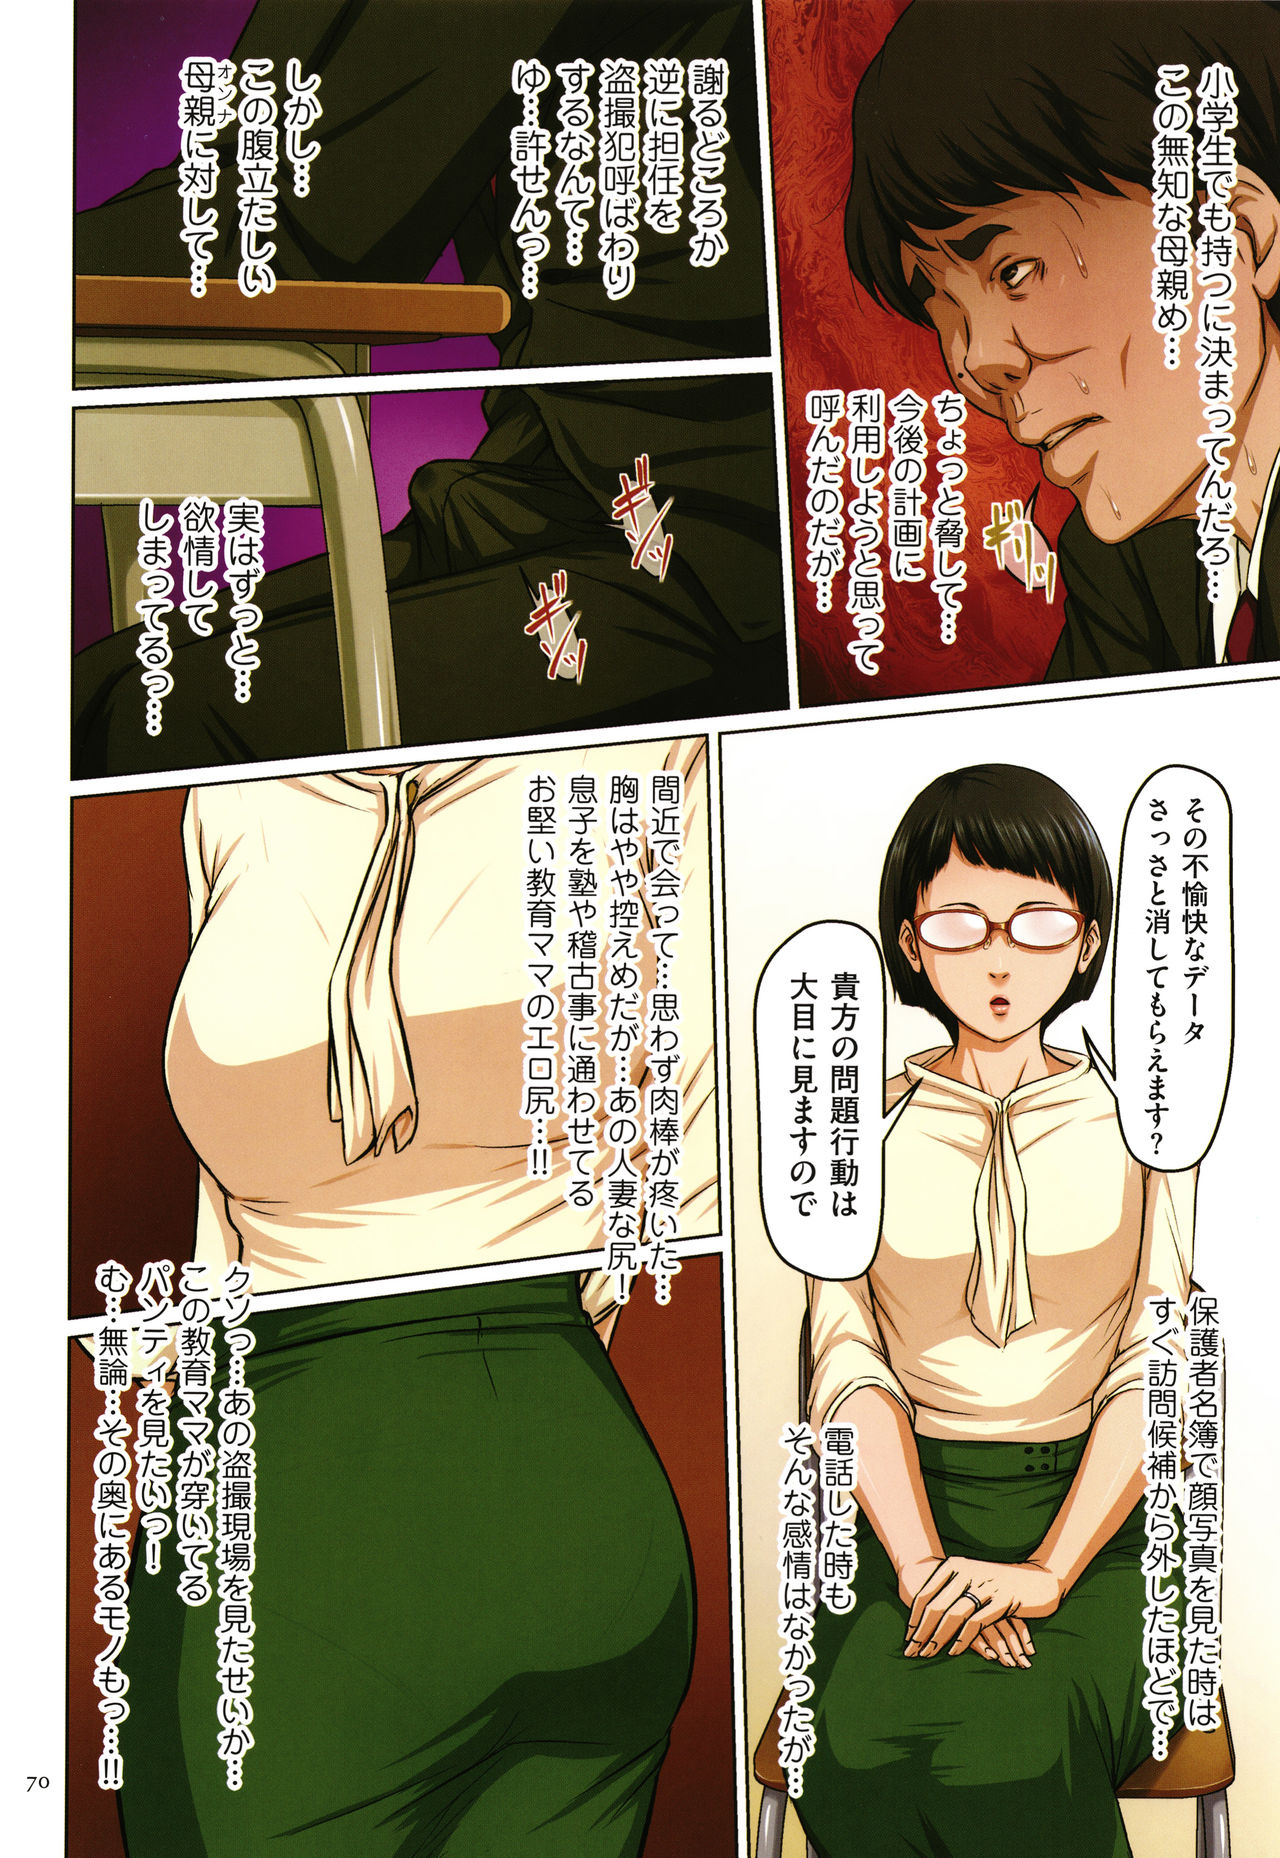 小学生でも持つに決まってんだろ…
この無知な母親め…
ちょっと脅して…
今後の計画に
利用しようと思って
呼んだのだが…
ギリッ
謝るどころか
逆に担任を
盗撮犯呼ばわり
するなんて…
ゆ…許せんっ…
しかし…
この腹立たしい
オンナ
母親に対して…
ギンッ
ギンッ
実はずっと…
欲情して
しまってるっ…
その不愉快なデータ
さっさと消してもらえます?
貴方の問題行動は
大目に見ますので
保護者名簿で顔写真を見た時は
すぐ訪問候補から外したほどで…
電話した時も
そんな感情はなかったが…
間近で会って…思わず肉棒が疼いた…
胸はやや控えめだが…あの人妻な尻!
息子を塾や稽古事に通わせてる
お堅い教育ママのエロ尻…!!
クソっ…あの盗撮現場を見たせいか…
この教育ママが穿いてる
パンティを見たいっ!
む…無論…その奥にあるモノもっ…!!
70